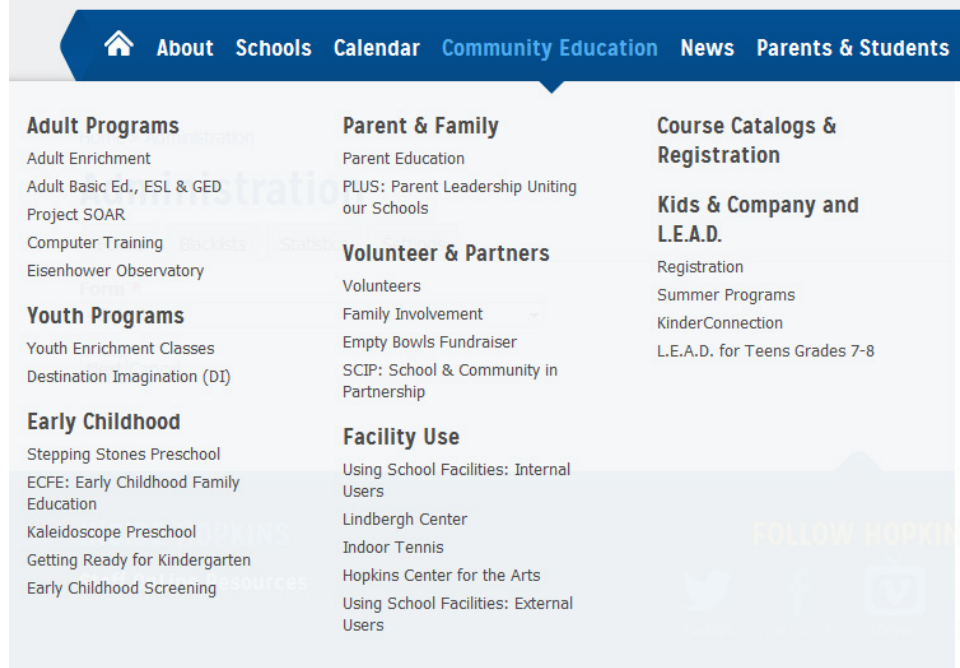 About Schools Calendar Community Education News Parents & Students
Adult Programs
Adult Enrichment
Adult Basic Ed., ESL & GED
Project SOAR
Computer Training
Eisenhower Observatory
Youth Programs
Youth Enrichment Classes
Destination Imagination (DI)
Early Childhood
Stepping Stones Preschool
ECFE: Early Childhood Family
Education
Kaleidoscope Preschool
Getting Ready for Kindergarten
Early Childhood Screening
Parent & Family
Parent Education
PLUS: Parent Leadership Uniting
our Schools
Volunteer & Partners
Volunteers
Family Involvement
Empty Bowls Fundraiser
SCIP: School & Community in
Partnership
Facility Use
Using School Facilities: Internal
Users
Lindbergh Center
Indoor Tennis
Hopkins Center for the Arts
Using School Facilities: External
Users
Course Catalogs &
Registration
Kids & Company and
L.E.A.D.
Registration
Summer Programs
KinderConnection
L.E.A.D. for Teens Grades 7-8
Administration
Blacklists
Form *
FOLLOW HOPKIN